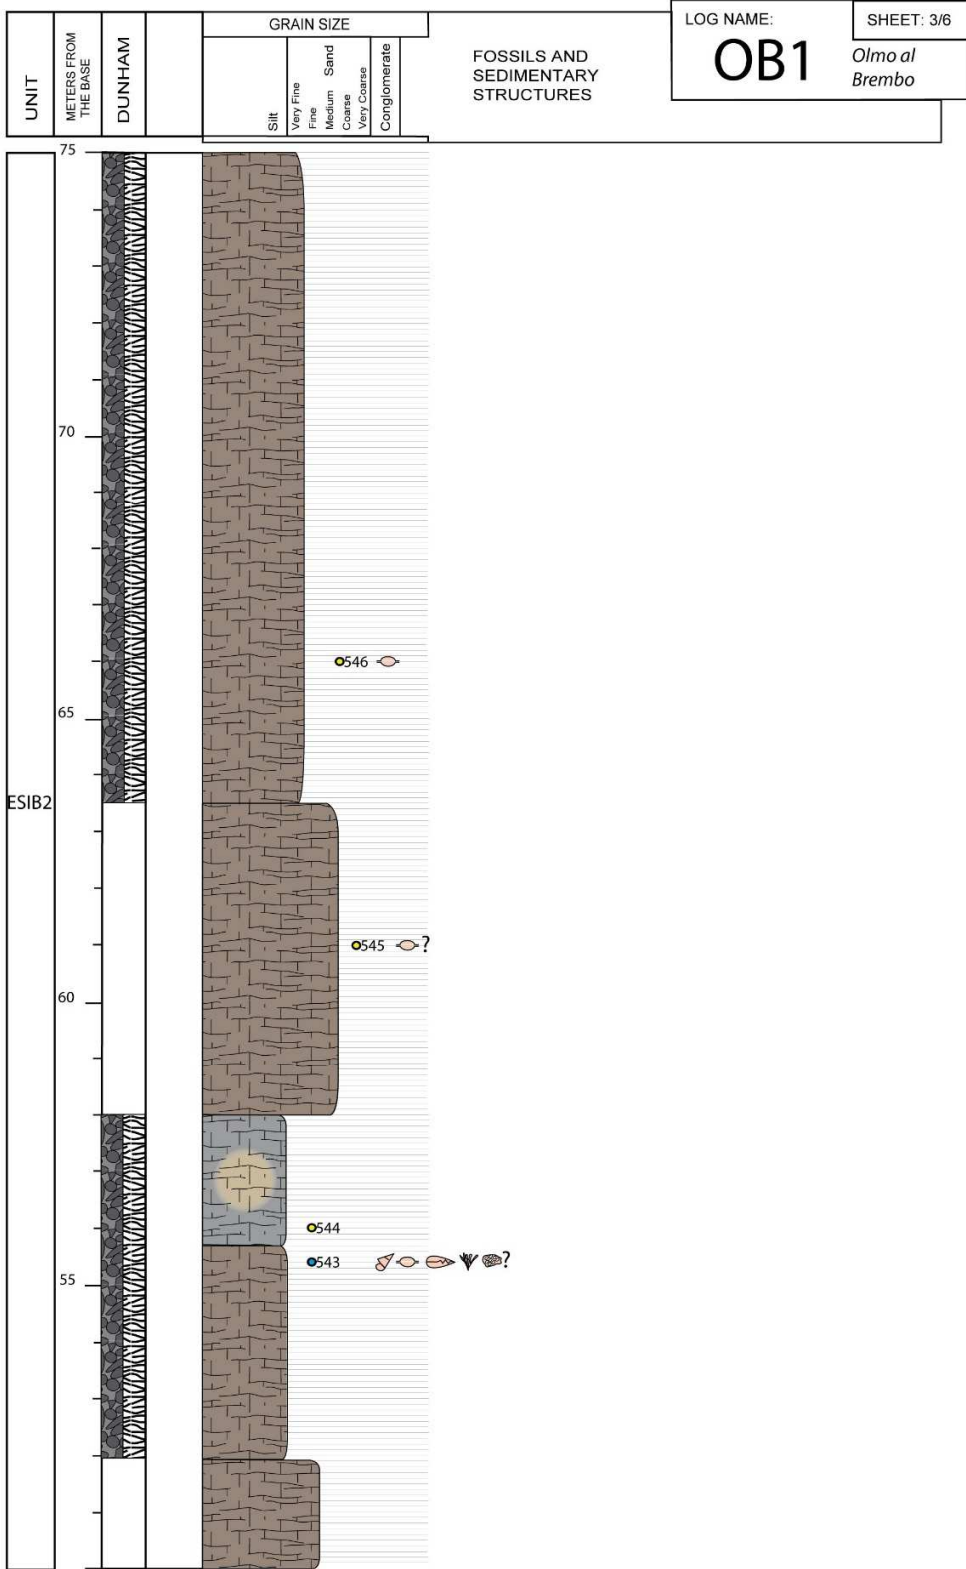 UNIT
METERS FROM
THE BASE
DUNHAM
GRAIN SIZE
Silt
Very Fine
Fine
Medium
Sand
Coarse
Very Coarse
Conglomerate
FOSSILS AND
SEDIMENTARY
STRUCTURES
LOG NAME:
OB1
SHEET: 3/6
Olmo al
Brembo
75
70
546
65
ESIB2
545 ?
60
544
543 ?
55